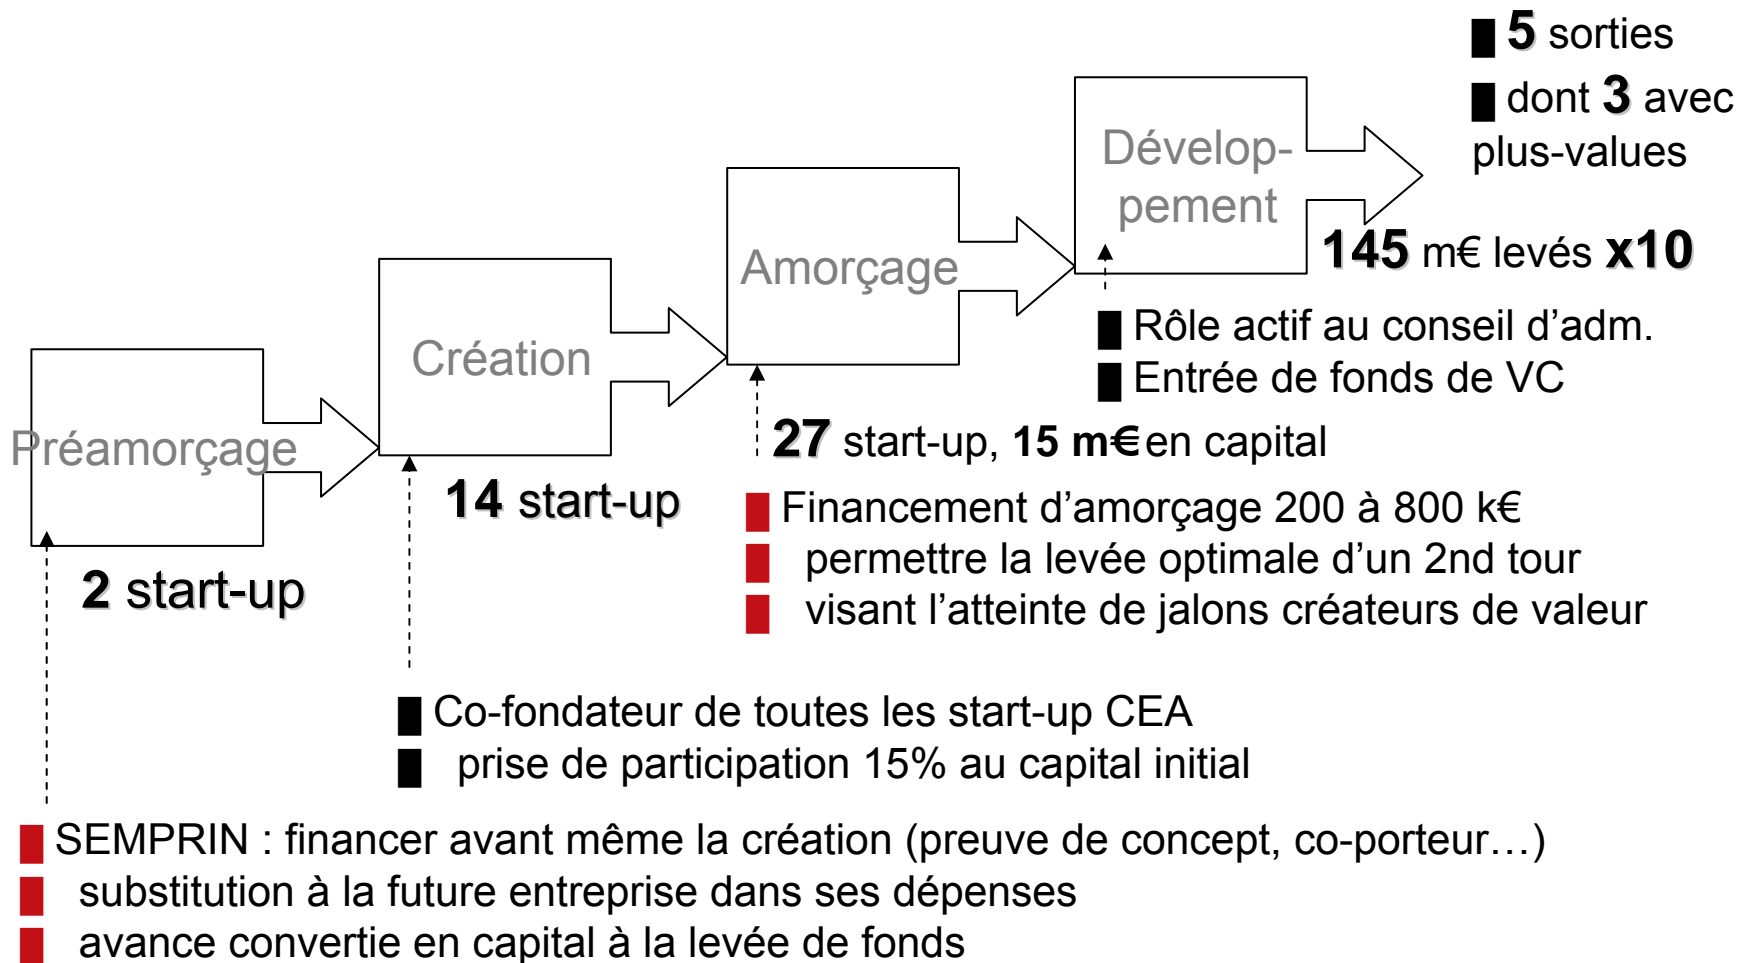 5 sorties
dont 3 avec
plus-values
Dévelop-
pement
145 m€ levés x10
Rôle actif au conseil d’adm.
Entrée de fonds de VC
Amorçage
27 start-up, 15 m€ en capital
Financement d’amorçage 200 à 800 k€
permettre la levée optimale d’un 2nd tour
visant l’atteinte de jalons créateurs de valeur
Création
14 start-up
Co-fondateur de toutes les start-up CEA
prise de participation 15% au capital initial
Préamorçage
2 start-up
SEMPRIN : financer avant même la création (preuve de concept, co-porteur…)
substitution à la future entreprise dans ses dépenses
avance convertie en capital à la levée de fonds